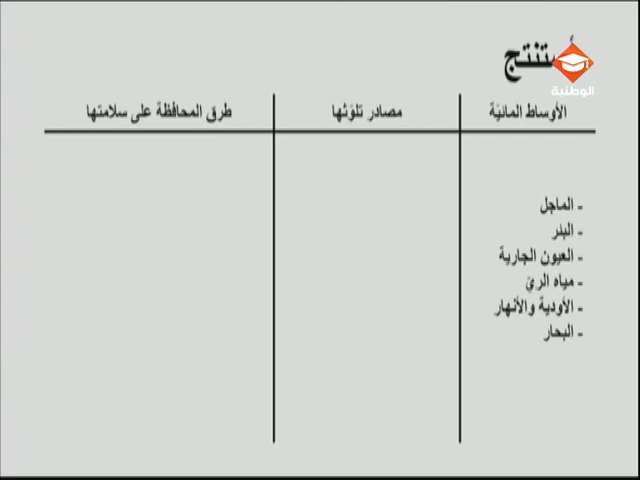 الوطنية
الأوساط المائيّة
مصادر تلوّثها
طرق المحافظة على سلامتها
- الماجل
- البئر
- العيون الجارية
- مياه الريّ
- الأودية والأنهار
- البحار